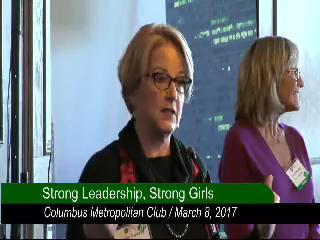 Strong Leadership, Strong Girls
Columbus Metropolitan Club / March 8, 2017